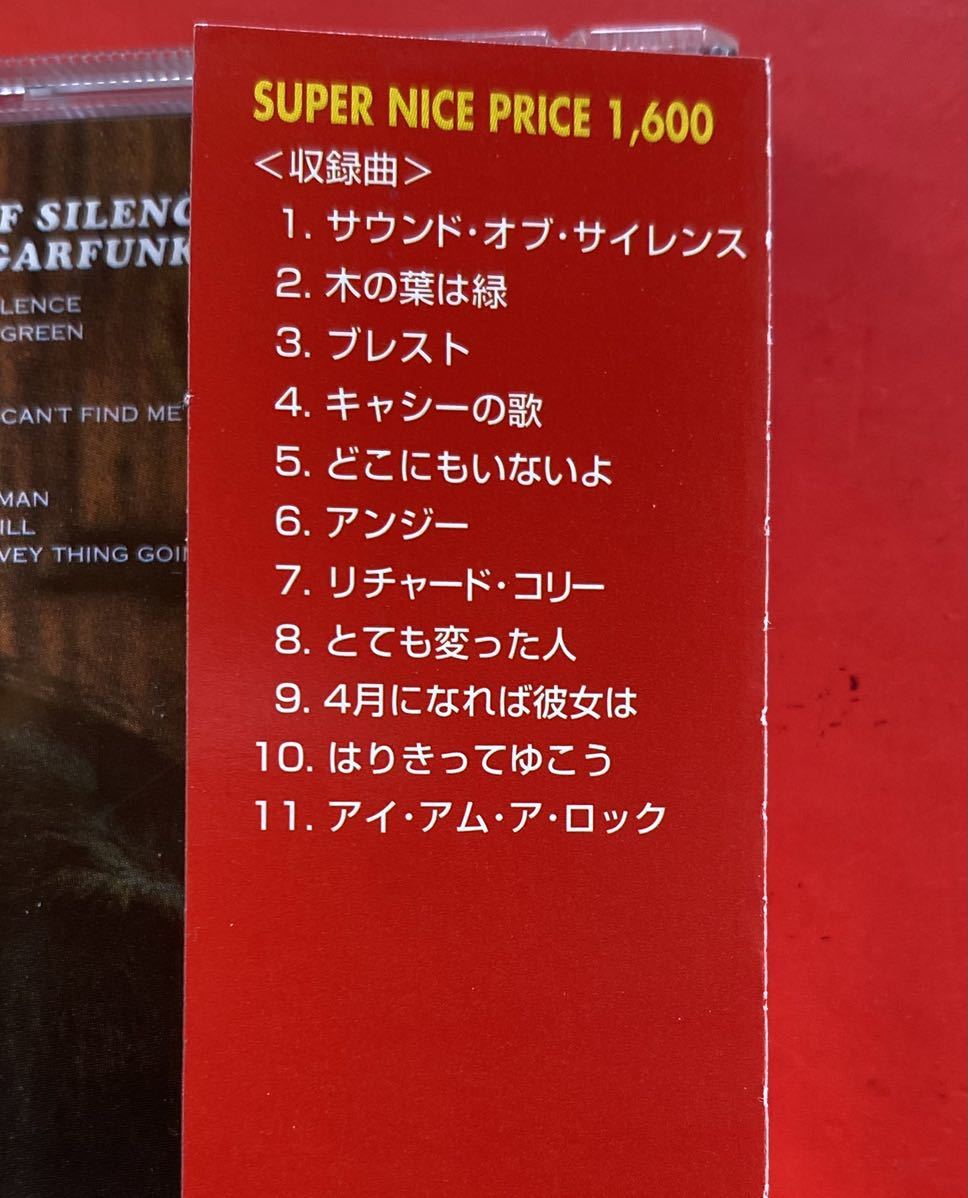 SUPER NICE PRICE 1,600
＜収録曲＞
1. サウンド・オブ・サイレンス
2. 木の葉は緑
3. ブレスト
4. キャシーの歌
5. どこにもいないよ
6. アンジー
7. リチャード・コリー
8. とても変った人
9. 4月になれば彼女は
10. はりきってゆこう
11. アイ・アム・ア・ロック
F SILENC
GARFUNK
LENCE
GREEN
CAN'T FIND ME
MAN
ILL
VEY THING GOI